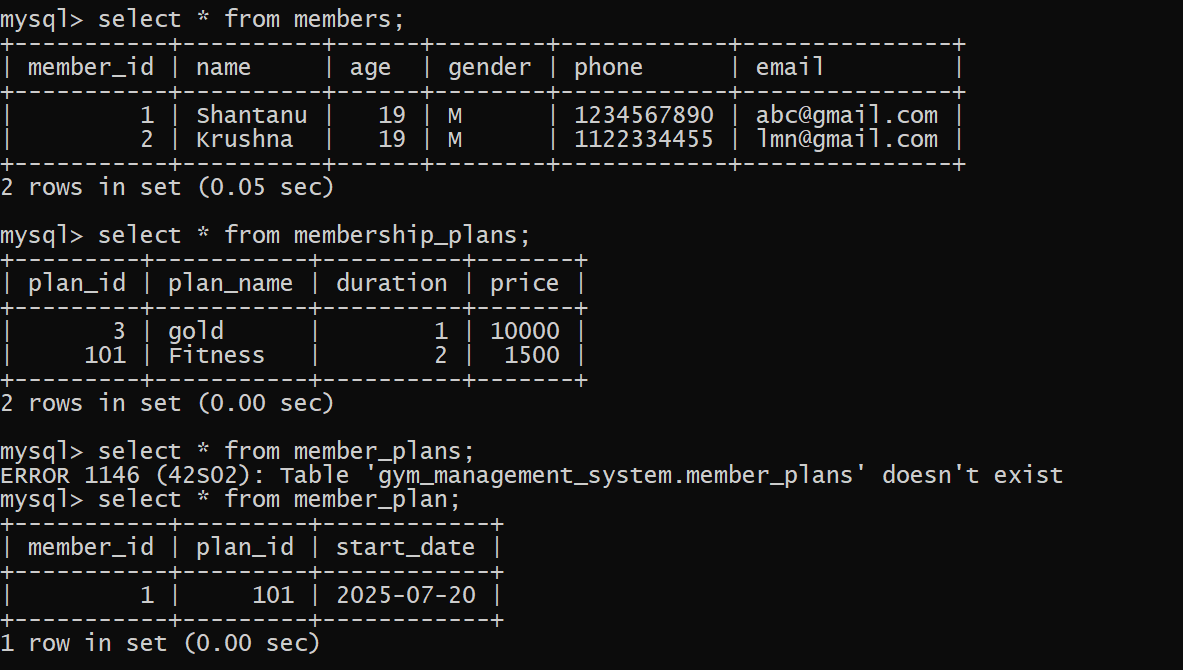 mysql> select * from members;
+-----------+----------+------+--------+------------+---------------+
| member_id | name     | age  | gender | phone      | email         |
+-----------+----------+------+--------+------------+---------------+
|         1 | Shantanu |   19 | M      | 1234567890 | abc@gmail.com |
|         2 | Krushna  |   19 | M      | 1122334455 | lmn@gmail.com |
+-----------+----------+------+--------+------------+---------------+
2 rows in set (0.05 sec)

mysql> select * from membership_plans;
+---------+-----------+----------+-------+
| plan_id | plan_name | duration | price |
+---------+-----------+----------+-------+
|       3 | gold      |        1 | 10000 |
|     101 | Fitness   |        2 |  1500 |
+---------+-----------+----------+-------+
2 rows in set (0.00 sec)

mysql> select * from member_plans;
ERROR 1146 (42S02): Table 'gym_management_system.member_plans' doesn't exist
mysql> select * from member_plan;
+-----------+---------+------------+
| member_id | plan_id | start_date |
+-----------+---------+------------+
|         1 |     101 | 2025-07-20 |
+-----------+---------+------------+
1 row in set (0.00 sec)